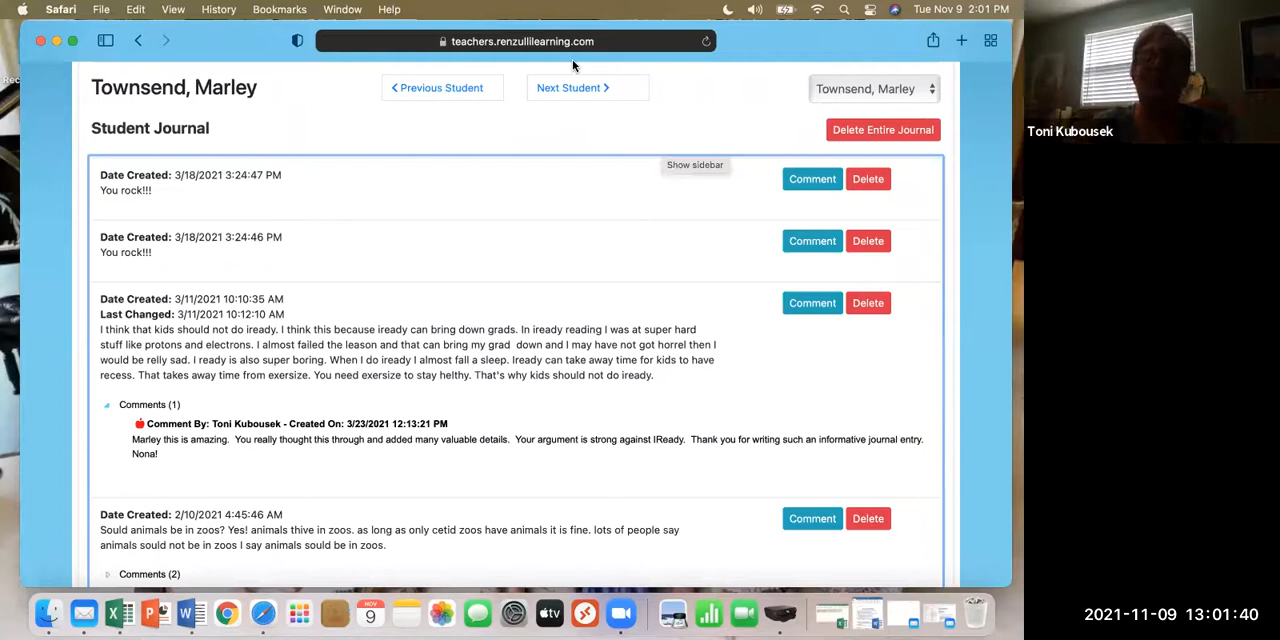 Safari File Edit View History Bookmarks Window Help Tue Nov 9 2:01 PM
teachers.renzullilearning.com
Townsend, Marley
Previous Student
Next Student
Townsend, Marley
Student Journal
Delete Entire Journal
Show sidebar
Date Created: 3/18/2021 3:24:47 PM
You rock!!!
Comment Delete
Date Created: 3/18/2021 3:24:46 PM
You rock!!!
Comment Delete
Date Created: 3/11/2021 10:10:35 AM
Last Changed: 3/11/2021 10:12:10 AM
Comment Delete
I think that kids should not do iready. I think this because iready can bring down grads. In iready reading I was at super hard
stuff like protons and electrons. I almost failed the leason and that can bring my grad down and I may have not got horrel then I
would be relly sad. I ready is also super boring. When I do iready I almost fall a sleep. Iready can take away time for kids to have
recess. That takes away time from exersize. You need exersize to stay helthy. That's why kids should not do iready.
Comments (1)
Comment By: Toni Kubousek - Created On: 3/23/2021 12:13:21 PM
Marley this is amazing. You really thought this through and added many valuable details. Your argument is strong against IReady. Thank you for writing such an informative journal entry.
Nona!
Date Created: 2/10/2021 4:45:46 AM
Comment Delete
Sould animals be in zoos? Yes! animals thive in zoos. as long as only cetid zoos have animals it is fine. lots of people say
animals sould not be in zoos I say animals sould be in zoos.
Comments (2)
Toni Kubousek
NOV
9
tv
2021-11-09 13:01:40